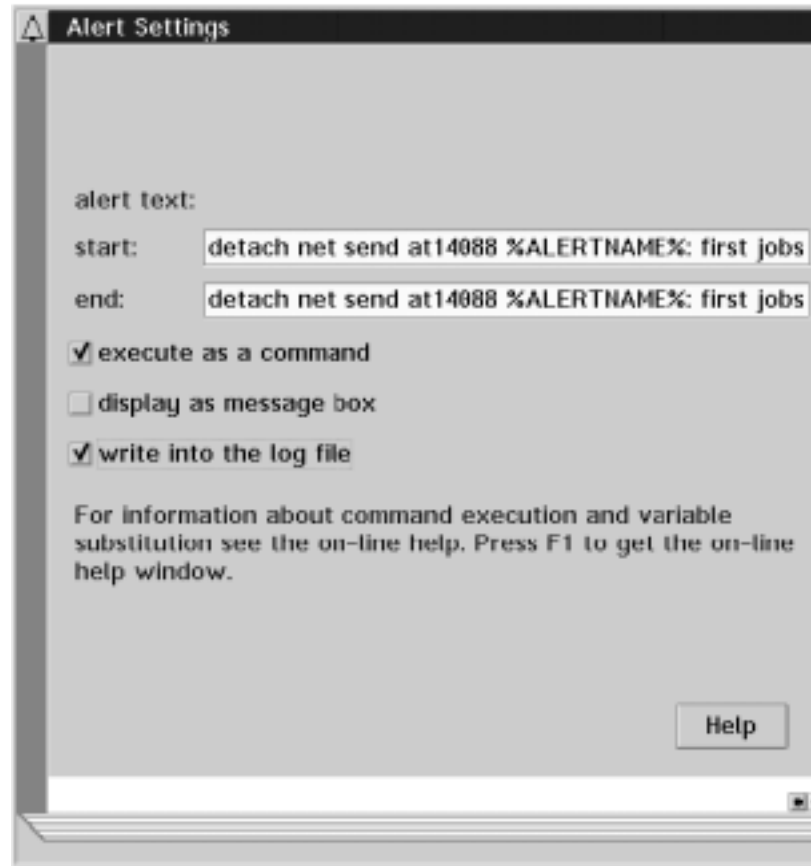 Alert Settings
alert text:
start: detach net send at14088 %ALERTNAME%: first jobs
end: detach net send at14088 %ALERTNAME%: first jobs
execute as a command
display as message box
write into the log file
For information about command execution and variable
substitution see the on-line help. Press F1 to get the on-line
help window.
Help